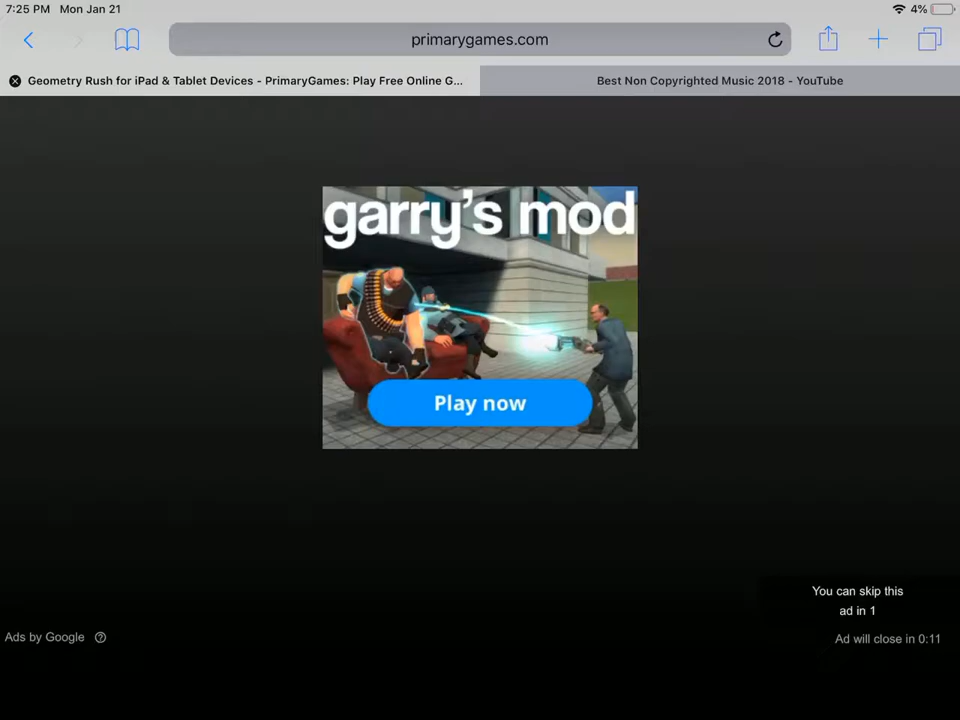 7:25 PM Mon Jan 21
4%
primarygames.com
Geometry Rush for iPad & Tablet Devices - PrimaryGames: Play Free Online G...
Best Non Copyrighted Music 2018 - YouTube
garry's mod
Play now
You can skip this
ad in 1
Ads by Google
Ad will close in 0:11